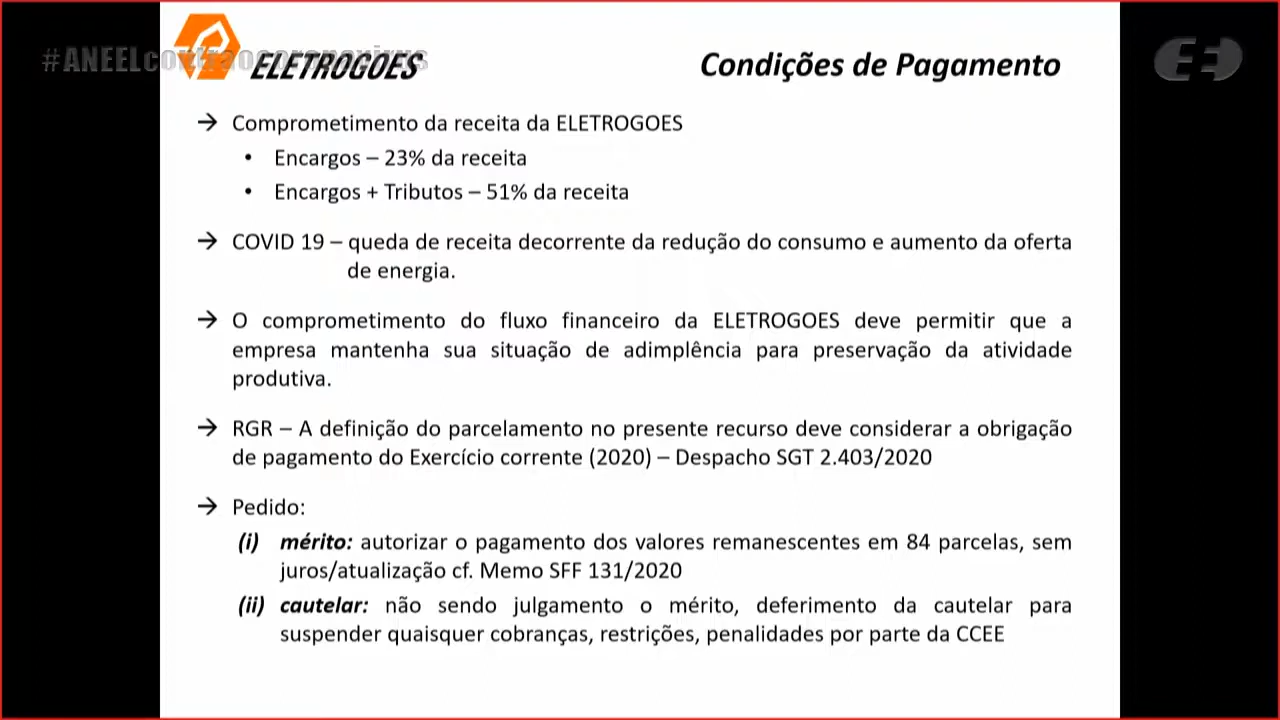 #ANEELcontraocoronavirus
ELETROGOES
Condições de Pagamento
→ Comprometimento da receita da ELETROGOES
• Encargos – 23% da receita
• Encargos + Tributos – 51% da receita
→ COVID 19 – queda de receita decorrente da redução do consumo e aumento da oferta
de energia.
→ O comprometimento do fluxo financeiro da ELETROGOES deve permitir que a
empresa mantenha sua situação de adimplência para preservação da atividade
produtiva.
→ RGR – A definição do parcelamento no presente recurso deve considerar a obrigação
de pagamento do Exercício corrente (2020) – Despacho SGT 2.403/2020
→ Pedido:
(i) mérito: autorizar o pagamento dos valores remanescentes em 84 parcelas, sem
juros/atualização cf. Memo SFF 131/2020
(ii) cautelar: não sendo julgamento o mérito, deferimento da cautelar para
suspender quaisquer cobranças, restrições, penalidades por parte da CCEE